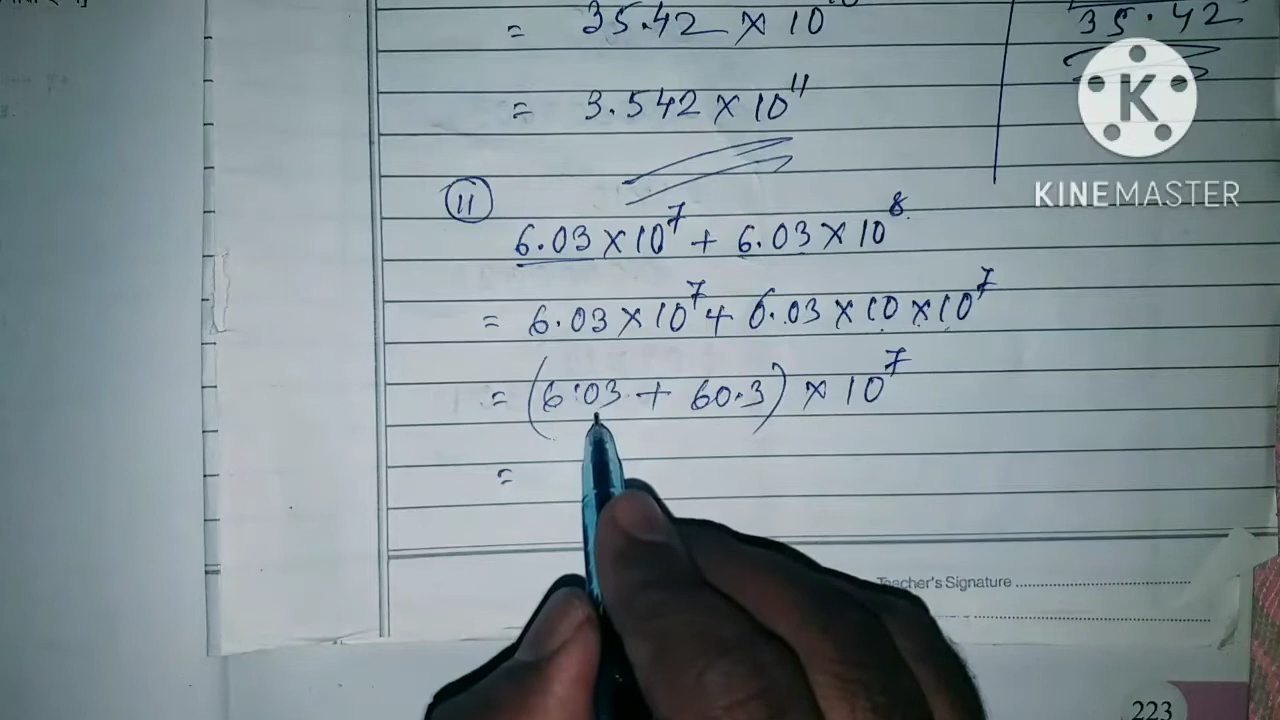 = 35.42 × 10
35.42
= 3.542 × 10¹¹
K
KINEMASTER
11
6.03 × 10⁷ + 6.03 × 10⁸
= 6.03 × 10⁷ + 6.03 × 10 × 10⁷
= (6.03 + 60.3) × 10⁷
=
Teacher's Signature
223